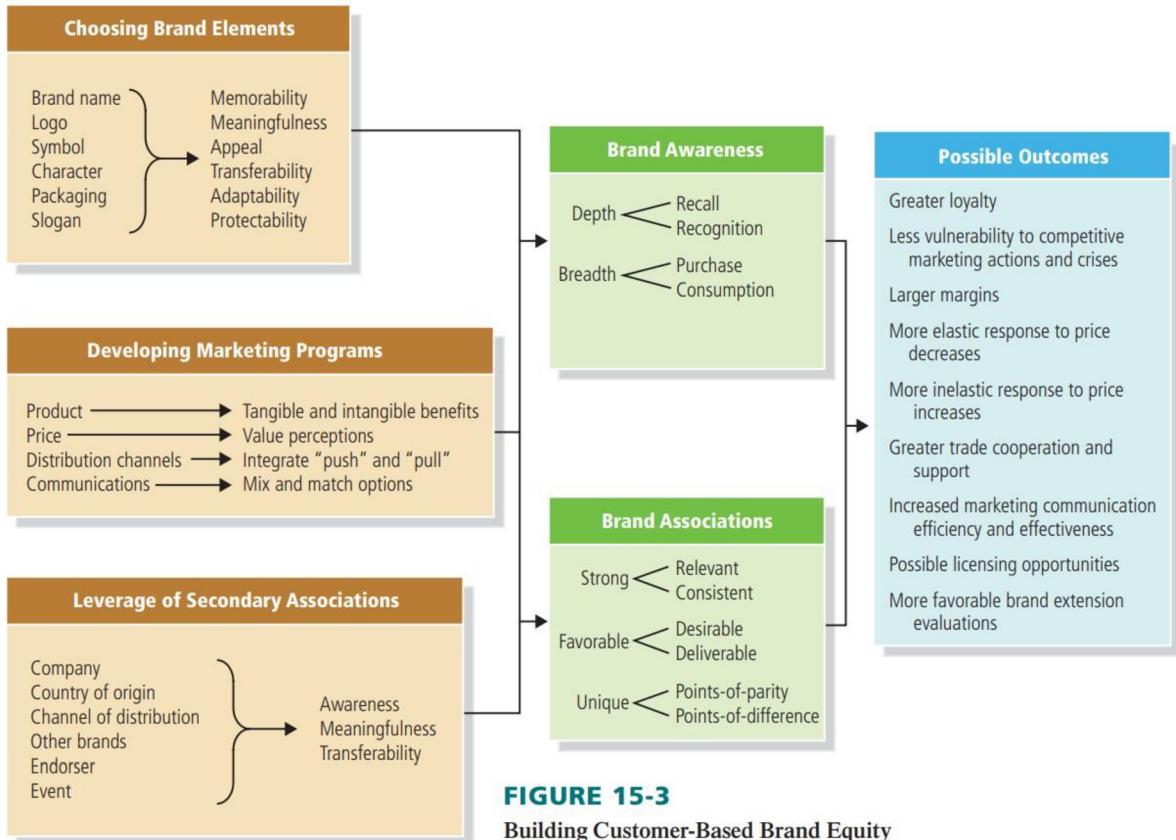 Choosing Brand Elements
Brand name
Logo
Symbol
Character
Packaging
Slogan
Memorability
Meaningfulness
Appeal
Transferability
Adaptability
Protectability
Developing Marketing Programs
Product
Tangible and intangible benefits
Price
Value perceptions
Distribution channels
Integrate “push” and “pull”
Communications
Mix and match options
Leverage of Secondary Associations
Company
Country of origin
Channel of distribution
Other brands
Endorser
Event
Awareness
Meaningfulness
Transferability
Brand Awareness
Depth
Recall
Recognition
Breadth
Purchase
Consumption
Brand Associations
Strong
Relevant
Consistent
Favorable
Desirable
Deliverable
Unique
Points-of-parity
Points-of-difference
Possible Outcomes
Greater loyalty
Less vulnerability to competitive
marketing actions and crises
Larger margins
More elastic response to price
decreases
More inelastic response to price
increases
Greater trade cooperation and
support
Increased marketing communication
efficiency and effectiveness
Possible licensing opportunities
More favorable brand extension
evaluations
FIGURE 15-3
Building Customer-Based Brand Equity